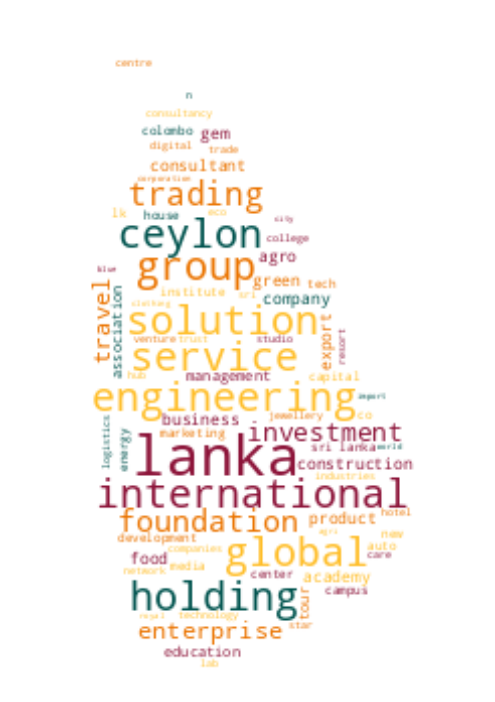 centre
n
consultancy
colombo gem
digital trade
consultant
corporation
trading
lk house eco
ceylon city
college
agro
group
blue
green tech
travel
association
institute sri company
clothing
solution
export
resort
venture trust studio
service
hub management capital
engineering import
jewellery
business co
logistics
energy
marketing investment
lanka sri lanka world
construction
industries
international
foundation product hotel
agri
development new
companies auto
food global care
network media
center academy
holding campus
tour
royal technology
enterprise star
education
lab